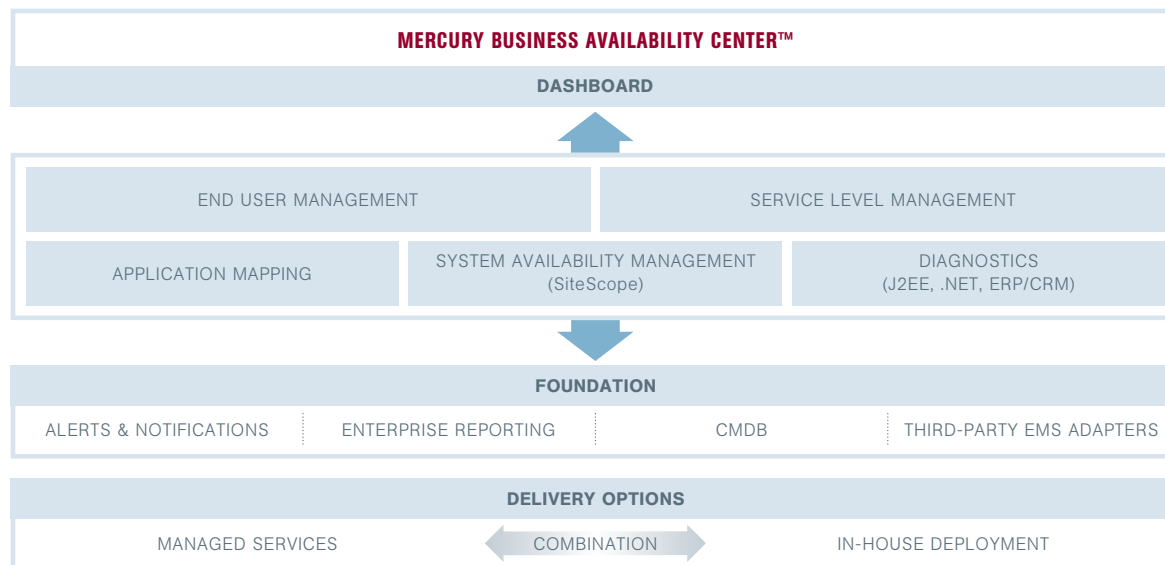 MERCURY BUSINESS AVAILABILITY CENTER™
DASHBOARD
END USER MANAGEMENT
SERVICE LEVEL MANAGEMENT
APPLICATION MAPPING
SYSTEM AVAILABILITY MANAGEMENT
(SiteScope)
DIAGNOSTICS
(J2EE, .NET, ERP/CRM)
FOUNDATION
ALERTS & NOTIFICATIONS
ENTERPRISE REPORTING
CMDB
THIRD-PARTY EMS ADAPTERS
DELIVERY OPTIONS
MANAGED SERVICES
COMBINATION
IN-HOUSE DEPLOYMENT